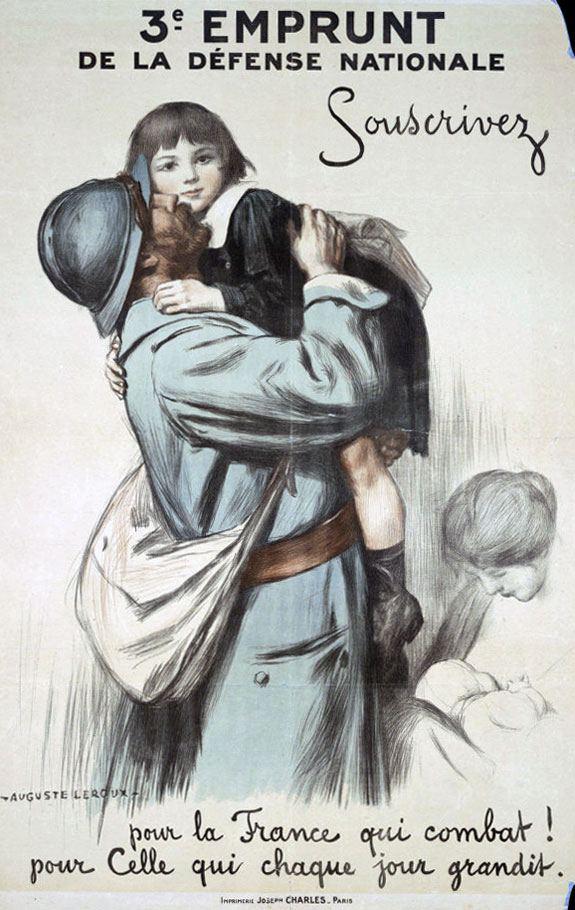 3e EMPRUNT
DE LA DÉFENSE NATIONALE
Souscrivez
-AUGUSTE LEROUX-
pour la France qui combat !
pour Celle qui chaque jour grandit.
IMPRIMERIE JOSEPH CHARLES. PARIS